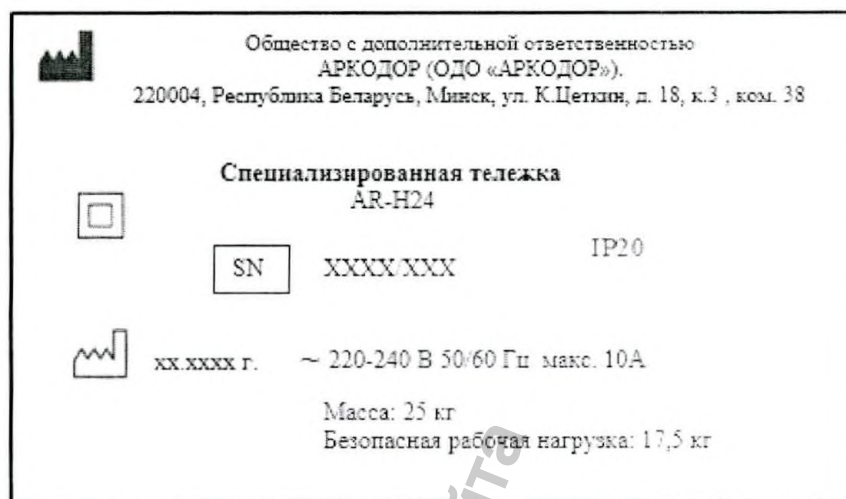 Общество с дополнительной ответственностью
АРКОДОР (ОДО «АРКОДОР»).
220004, Республика Беларусь, Минск, ул. К.Цеткин, д. 18, к.3 , ком. 38
Специализированная тележка
AR-H24
IP20
SN XXXX/XXX
хх.хххх г. ~ 220-240 В 50/60 Гц макс. 10А
Масса: 25 кг
Безопасная рабочая нагрузка: 17,5 кг